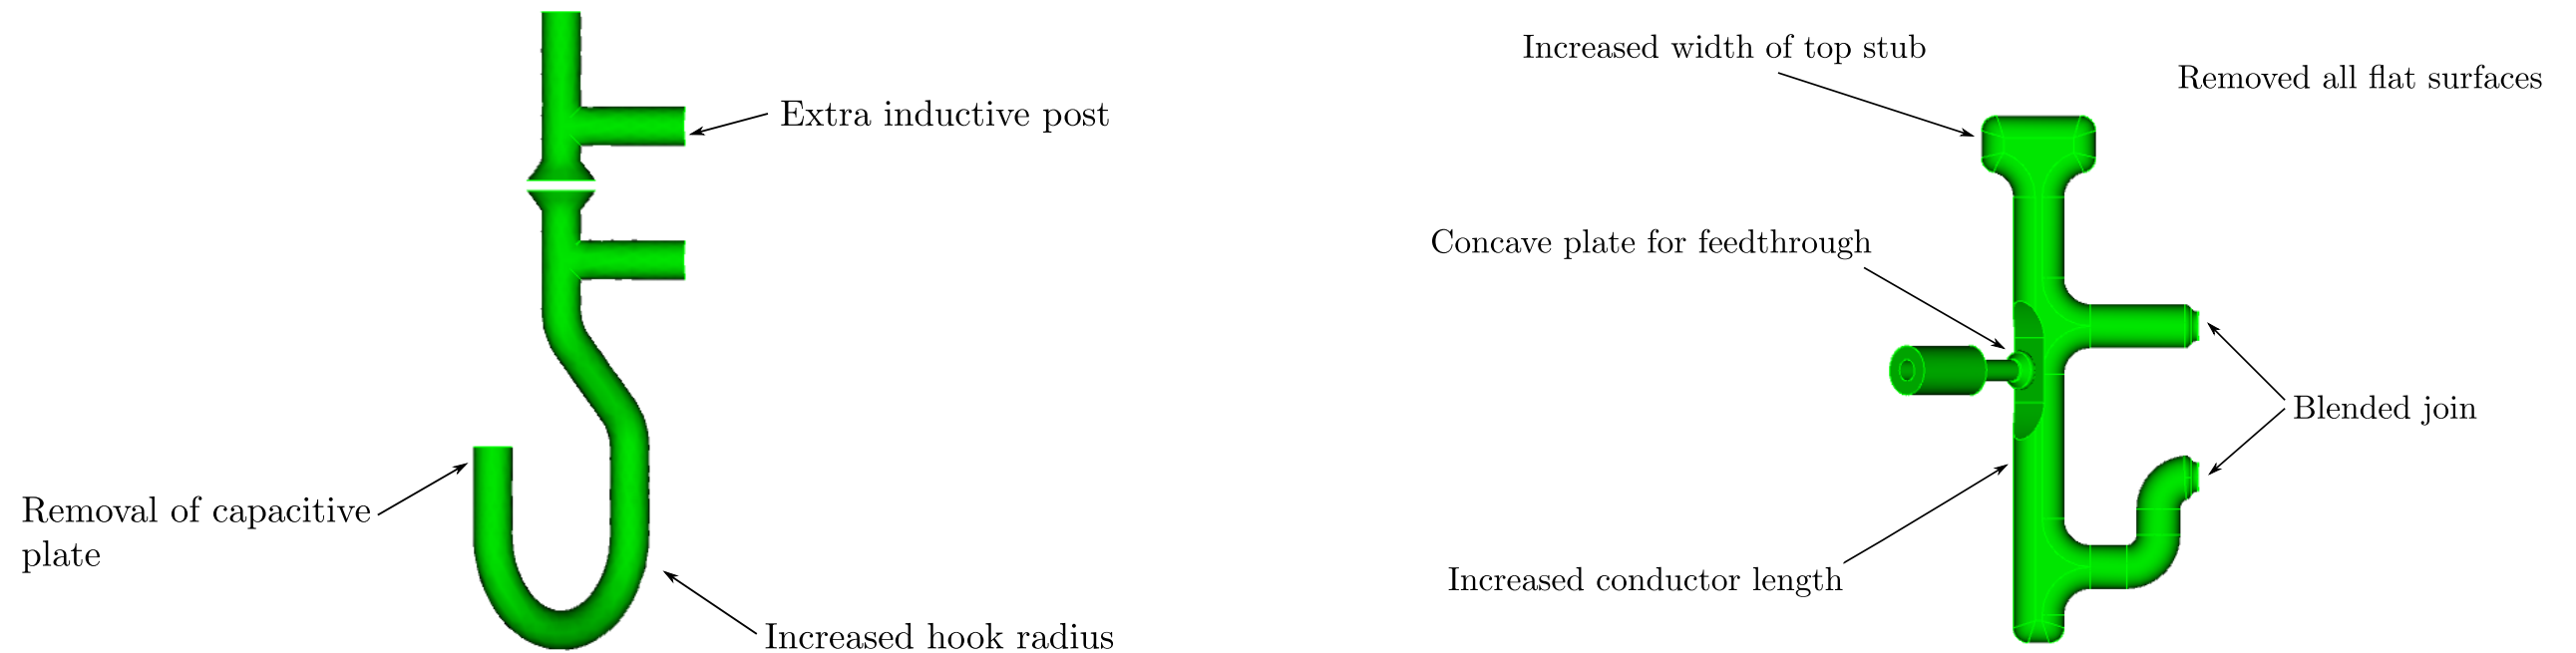 Extra inductive post
Removal of capacitive
plate
Increased hook radius
Increased width of top stub
Removed all flat surfaces
Concave plate for feedthrough
Blended join
Increased conductor length